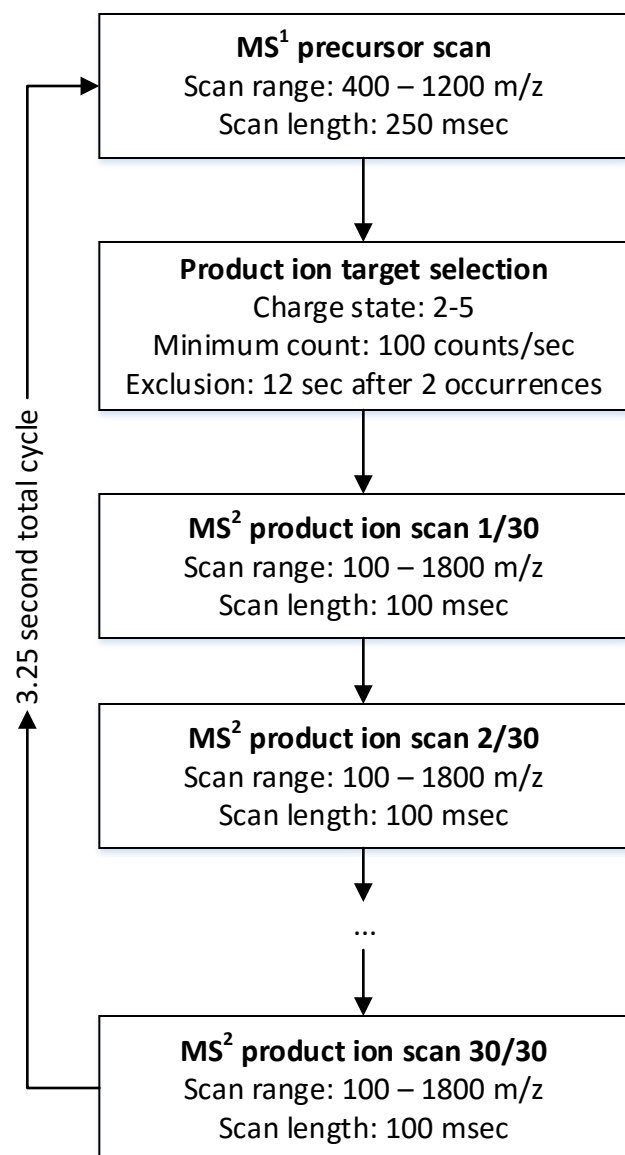 MS¹ precursor scan
Scan range: 400 – 1200 m/z
Scan length: 250 msec
Product ion target selection
Charge state: 2-5
Minimum count: 100 counts/sec
Exclusion: 12 sec after 2 occurrences
MS² product ion scan 1/30
Scan range: 100 – 1800 m/z
Scan length: 100 msec
MS² product ion scan 2/30
Scan range: 100 – 1800 m/z
Scan length: 100 msec
...
MS² product ion scan 30/30
Scan range: 100 – 1800 m/z
Scan length: 100 msec
3.25 second total cycle